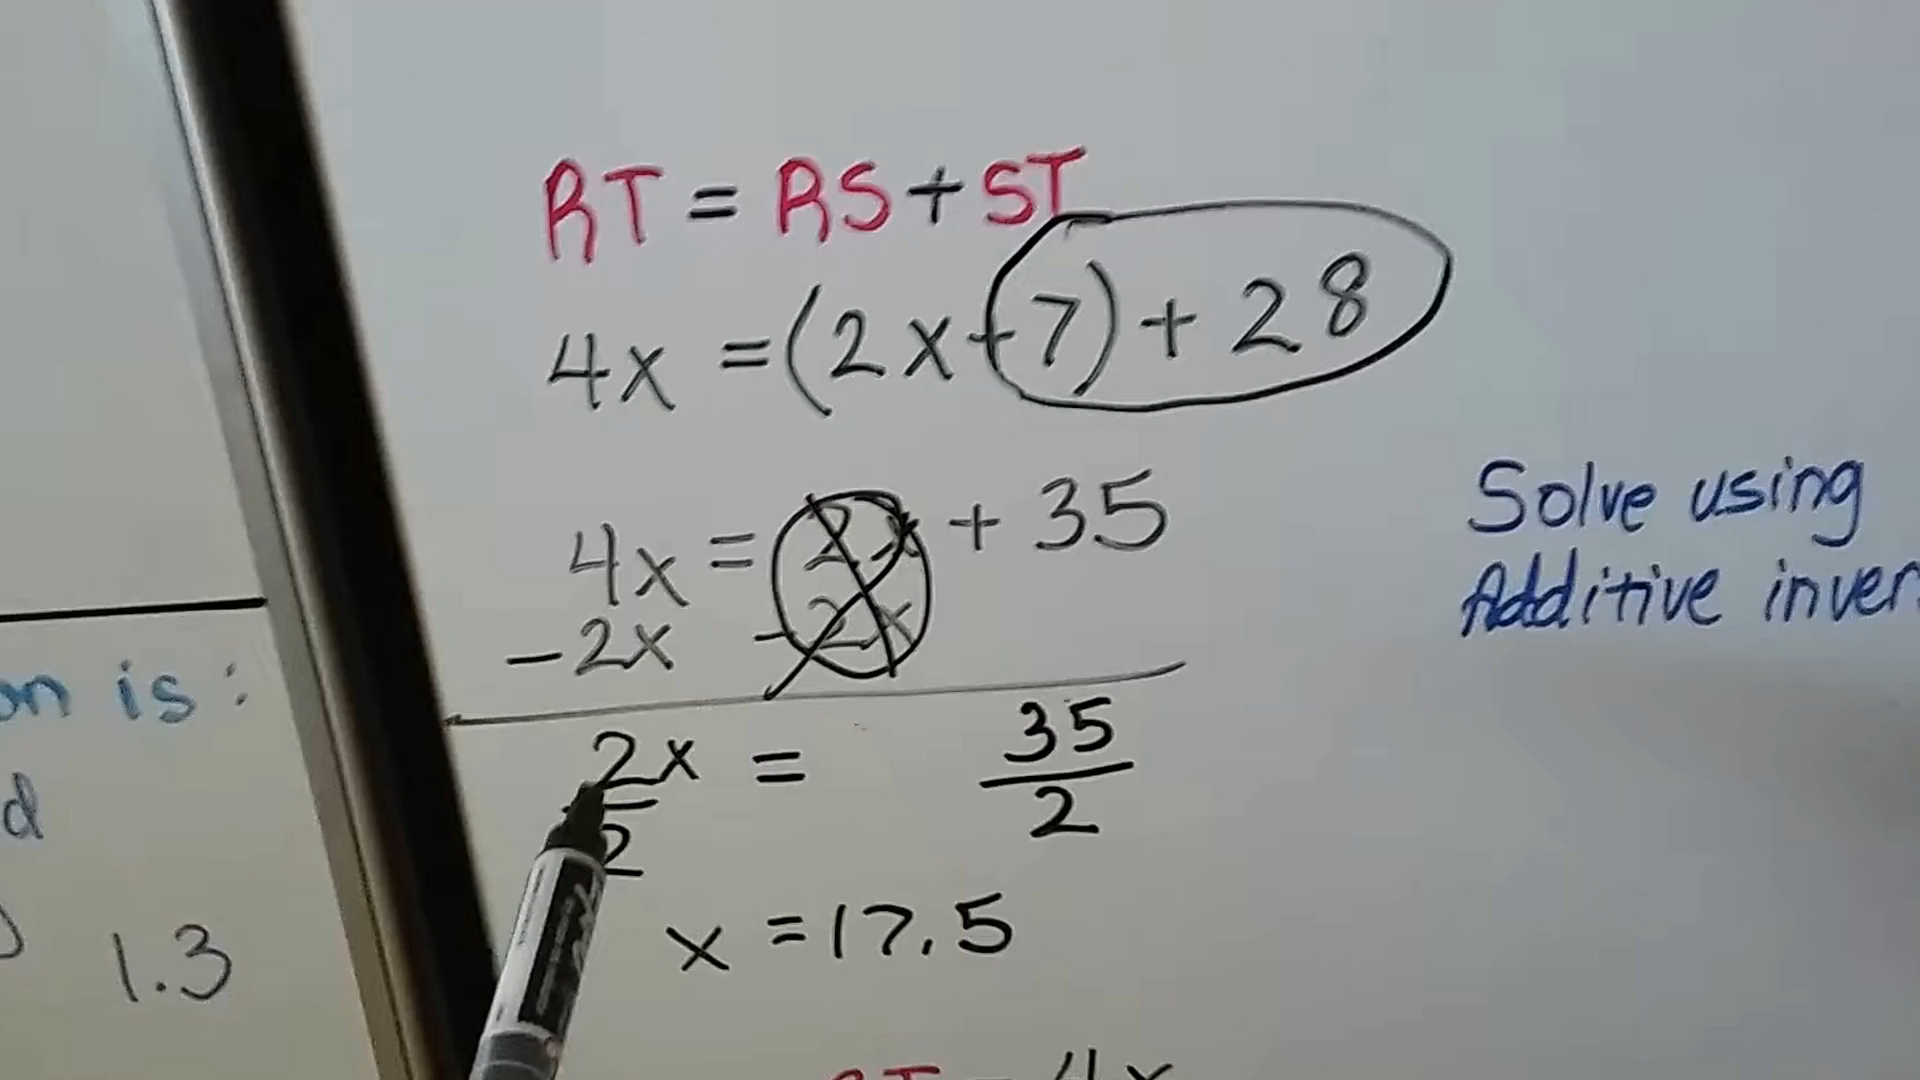 on is:
d
1.3
RT = RS + ST
4x = (2x+7) + 28
4x = 2x + 35
-2x -2x
2x = 35
2 2
x = 17.5
4x
Solve using
Additive inver